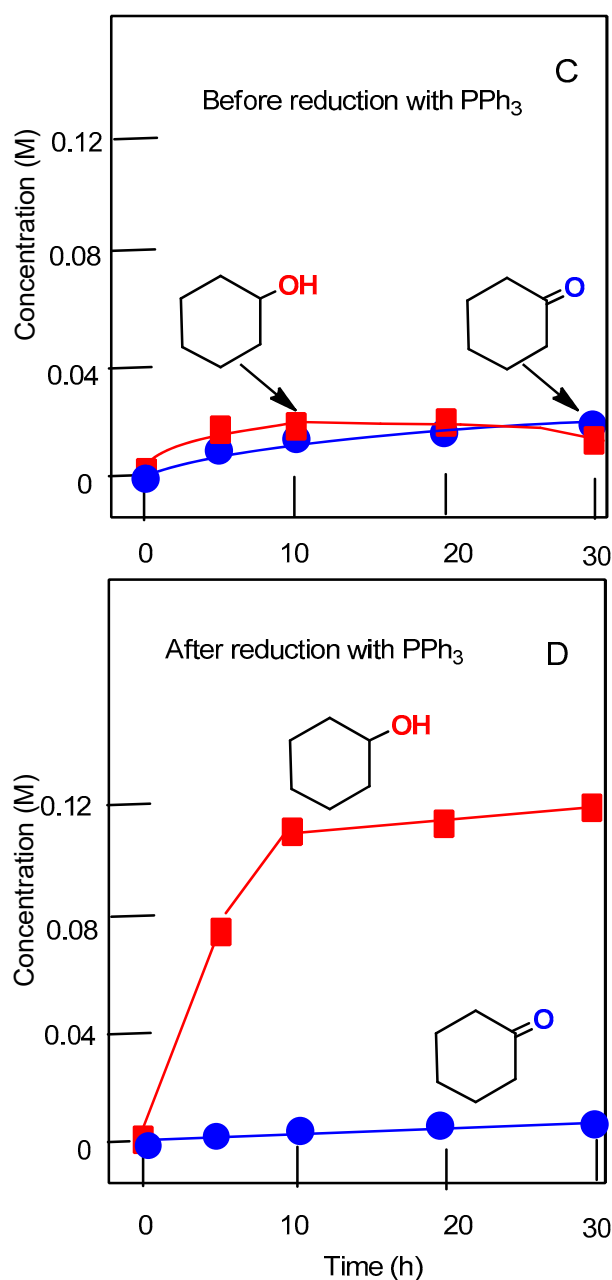 C
Before reduction with PPh₃
0.12
0.08
0.04
0
Concentration (M)
OH
O
0 10 20 30
After reduction with PPh₃ D
OH
0.12
0.08
0.04
0
Concentration (M)
O
0 10 20 30
Time (h)